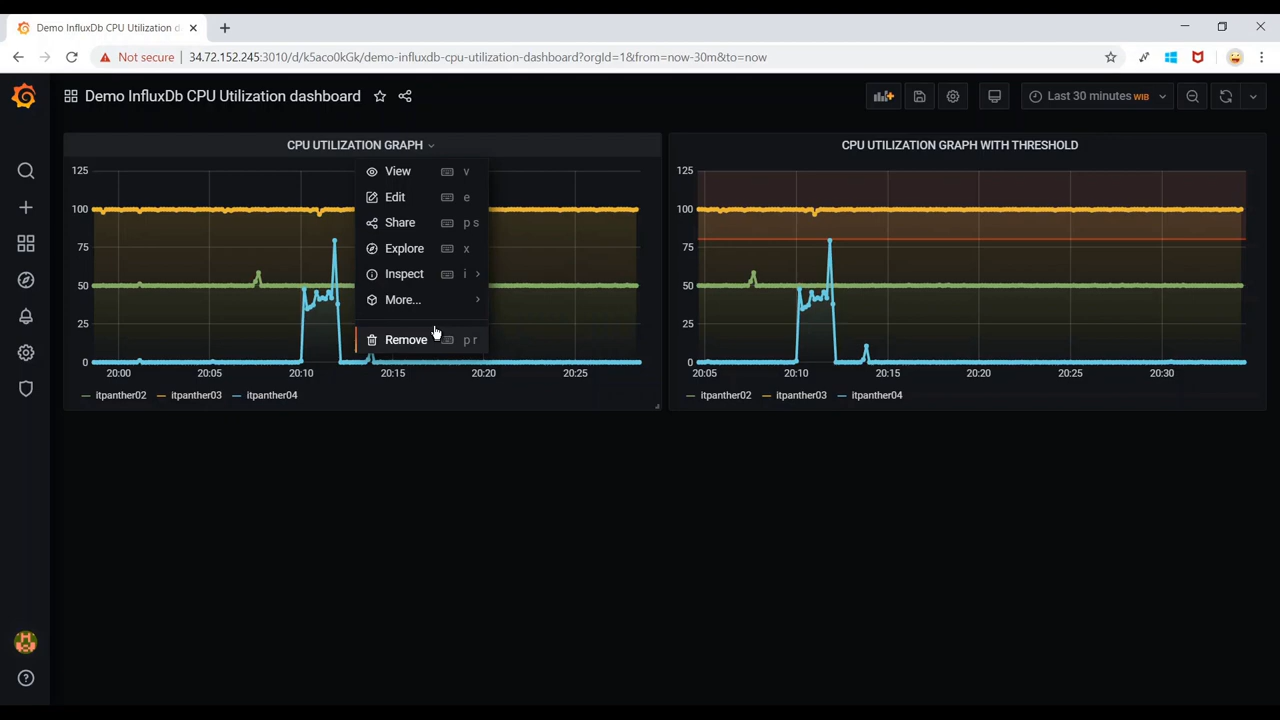 Demo InfluxDb CPU Utilization d
Not secure 34.72.152.245:3010/d/k5aco0kGk/demo-influxdb-cpu-utilization-dashboard?orgId=1&from=now-30m&to=now
Demo InfluxDb CPU Utilization dashboard
Last 30 minutes WIB
CPU UTILIZATION GRAPH
125
100
75
50
25
0
20:00 20:05 20:10 20:15 20:20 20:25
itpanther02 itpanther03 itpanther04
View v
Edit e
Share p s
Explore x
Inspect i
More...
Remove p r
CPU UTILIZATION GRAPH WITH THRESHOLD
125
100
75
50
25
0
20:05 20:10 20:15 20:20 20:25 20:30
itpanther02 itpanther03 itpanther04